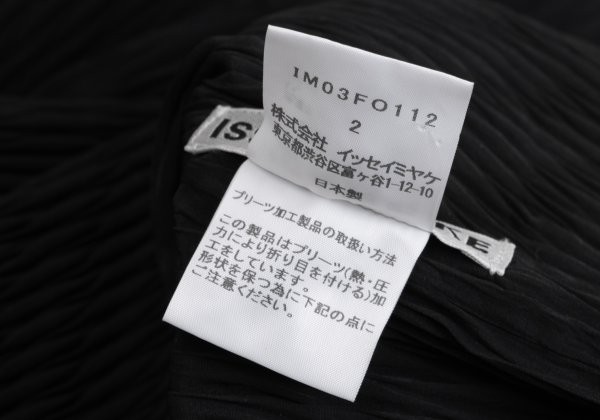 IM03FO112
2
株式会社 イッセイミヤケ
東京都渋谷区富ヶ谷1-12-10
日本製
IS
KE
プリーツ加工製品の取扱い方法
この製品はプリーツ(熱・圧
力により折り目を付ける)加
工をしています。
形状を保つ為に下記の点に
ご注意ください。